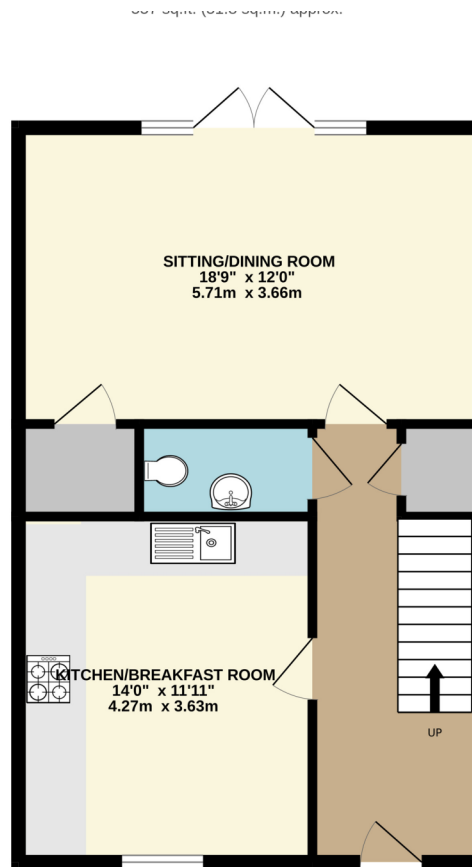 approx.
SITTING/DINING ROOM
18'9" x 12'0"
5.71m x 3.66m
KITCHEN/BREAKFAST ROOM
14'0" x 11'11"
4.27m x 3.63m
UP